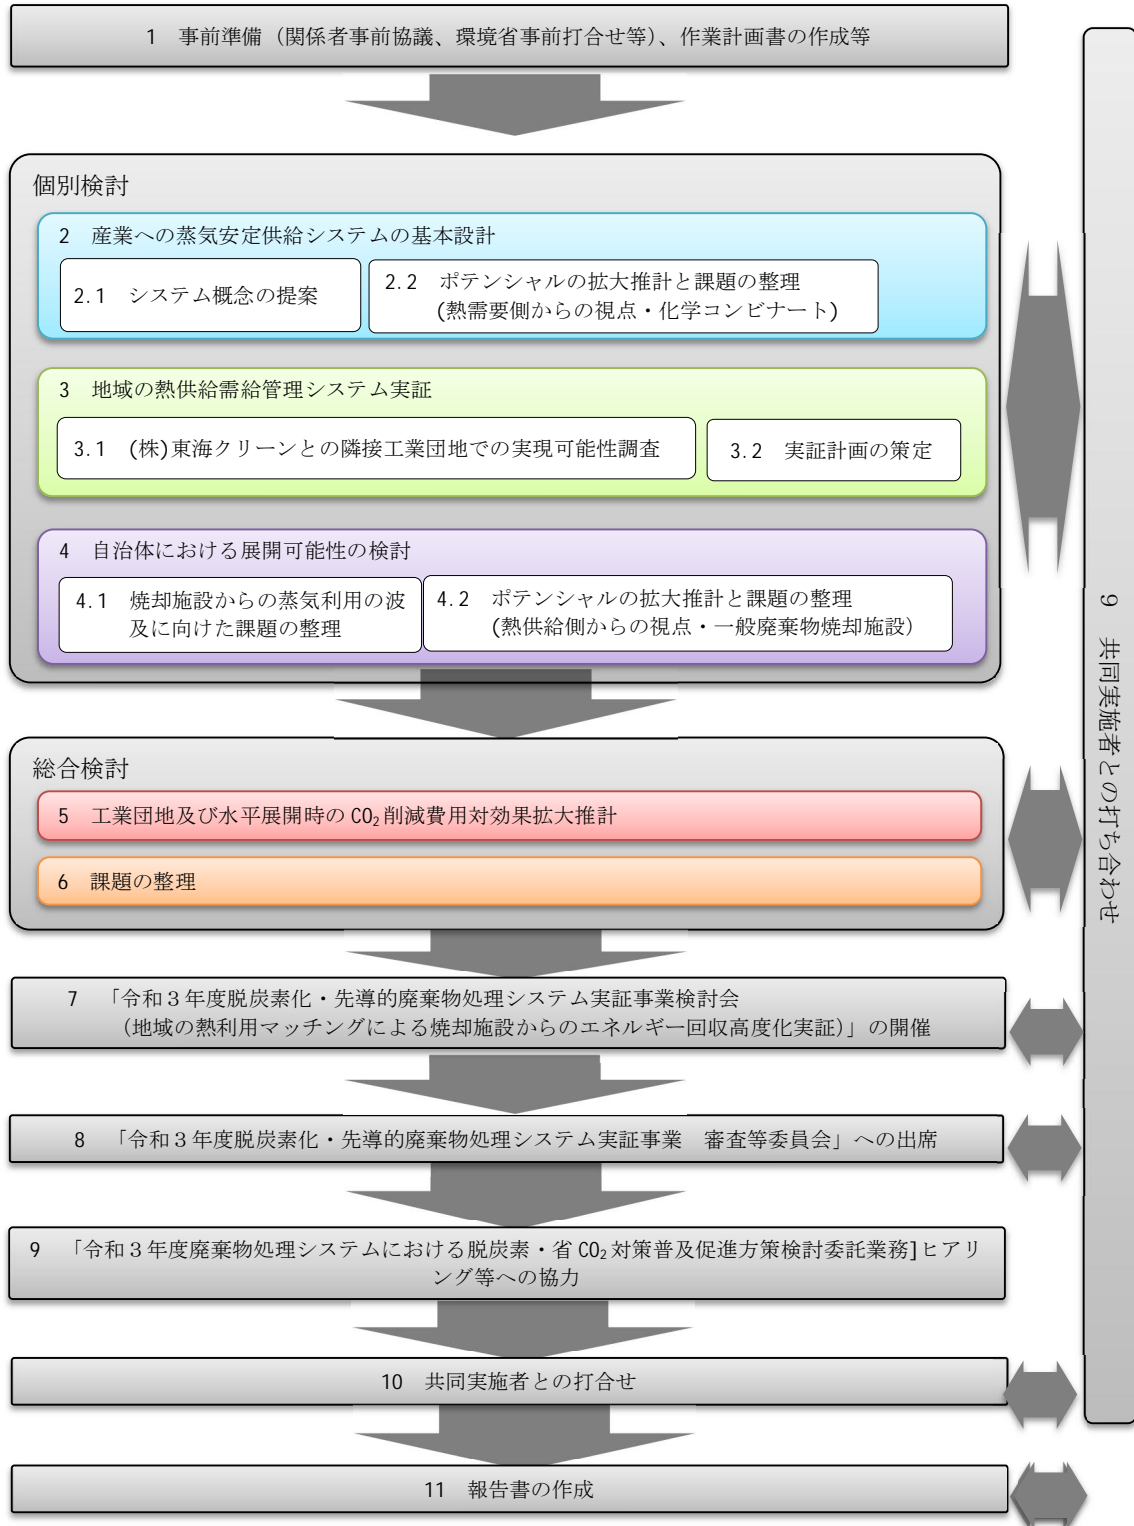 1 事前準備（関係者事前協議、環境省事前打合せ等）、作業計画書の作成等
個別検討
2 産業への蒸気安定供給システムの基本設計
2.1 システム概念の提案
2.2 ポテンシャルの拡大推計と課題の整理
(熱需要側からの視点・化学コンビナート)
3 地域の熱供給需給管理システム実証
3.1 (株)東海クリーンとの隣接工業団地での実現可能性調査
3.2 実証計画の策定
4 自治体における展開可能性の検討
4.1 焼却施設からの蒸気利用の波
及に向けた課題の整理
4.2 ポテンシャルの拡大推計と課題の整理
(熱供給側からの視点・一般廃棄物焼却施設）
総合検討
5 工業団地及び水平展開時の CO₂削減費用対効果拡大推計
6 課題の整理
7 「令和３年度脱炭素化・先導的廃棄物処理システム実証事業検討会
（地域の熱利用マッチングによる焼却施設からのエネルギー回収高度化実証）」の開催
8 「令和３年度脱炭素化・先導的廃棄物処理システム実証事業　審査等委員会」への出席
9 「令和３年度廃棄物処理システムにおける脱炭素・省 CO₂対策普及促進方策検討委託業務]ヒアリ
ング等への協力
10 共同実施者との打合せ
11 報告書の作成
9 共同実施者との打ち合わせ